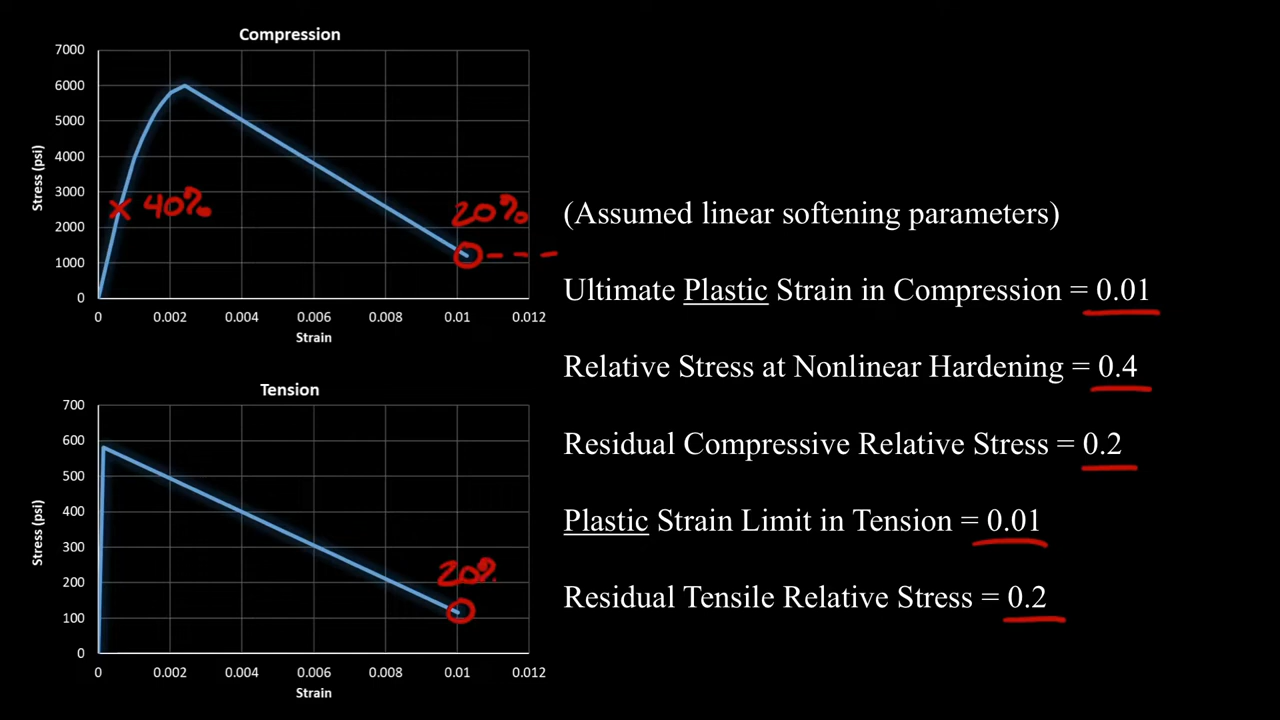 Compression
7000
6000
5000
4000
3000
2000
1000
0
Stress (psi)
40%
20%
0 0.002 0.004 0.006 0.008 0.01 0.012
Strain
Tension
700
600
500
400
300
200
100
0
Stress (psi)
20%
0 0.002 0.004 0.006 0.008 0.01 0.012
Strain
(Assumed linear softening parameters)
Ultimate Plastic Strain in Compression = 0.01
Relative Stress at Nonlinear Hardening = 0.4
Residual Compressive Relative Stress = 0.2
Plastic Strain Limit in Tension = 0.01
Residual Tensile Relative Stress = 0.2